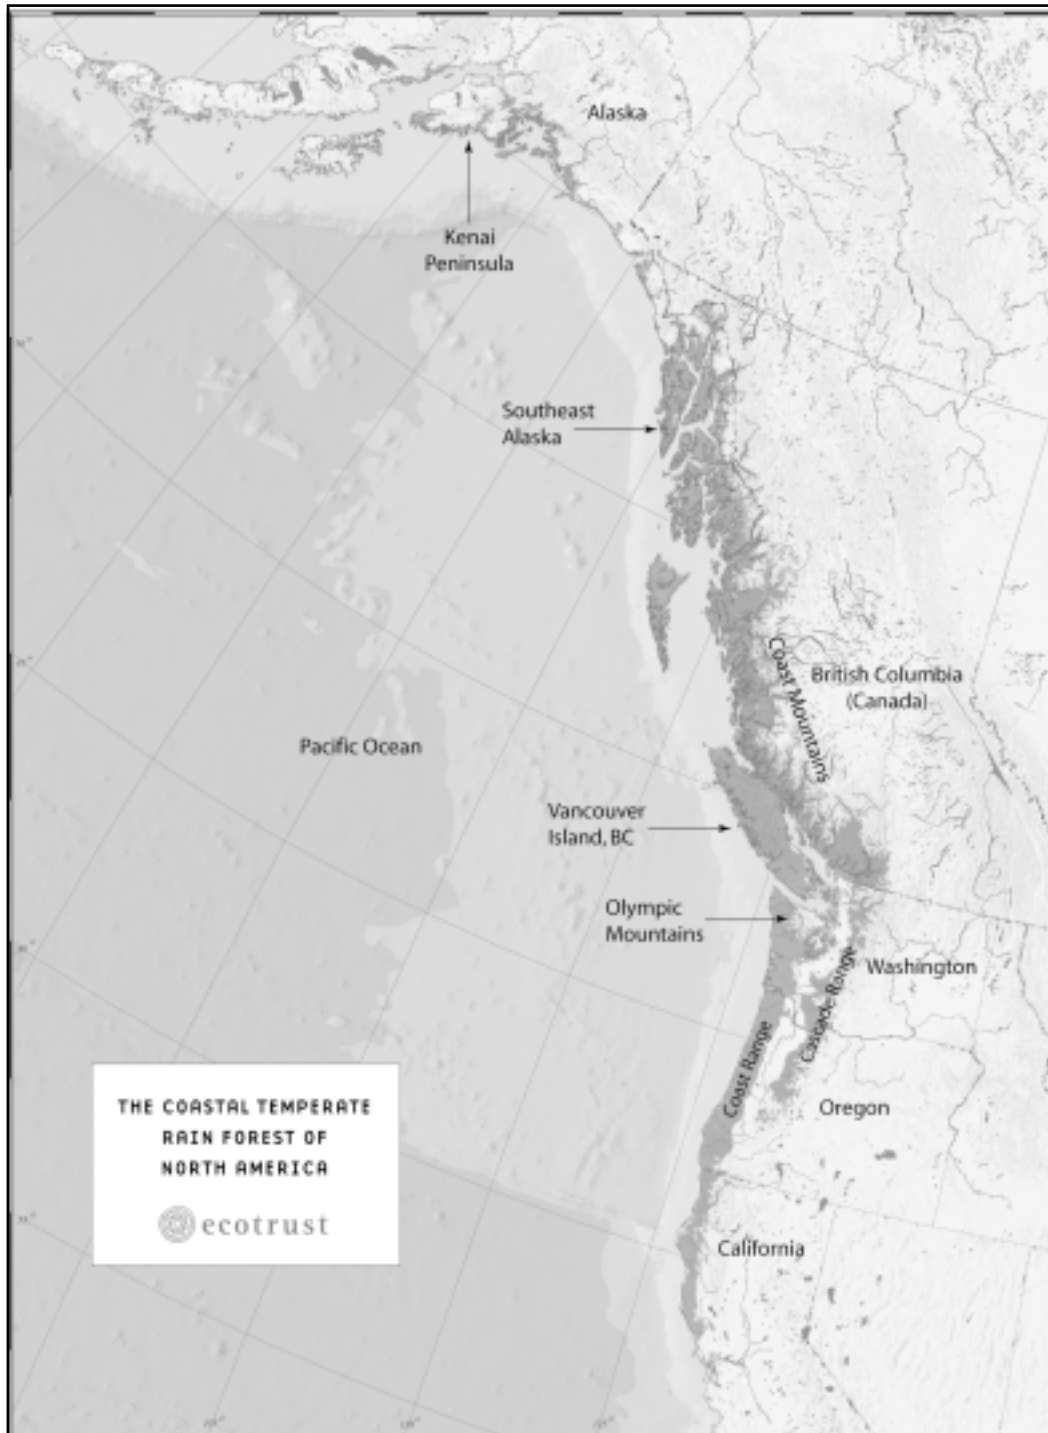 Alaska
Kenai
Peninsula
Southeast
Alaska
Coast Mountains
British Columbia
(Canada)
Pacific Ocean
Vancouver
Island, BC
Olympic
Mountains
Washington
Cascade Range
Coast Range
Oregon
THE COASTAL TEMPERATE
RAIN FOREST OF
NORTH AMERICA
ecotrust
California